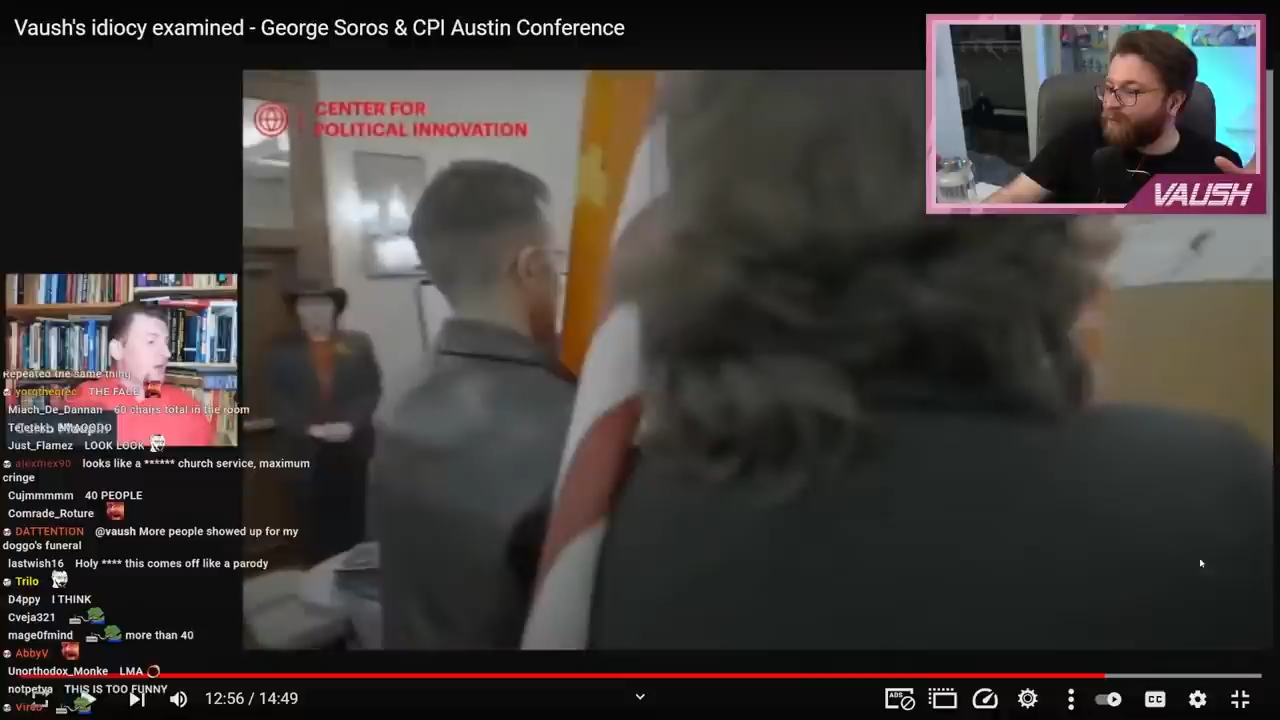 Vaush's idiocy examined - George Soros & CPI Austin Conference
CENTER FOR
POLITICAL INNOVATION
VAUSH
Repeated the same thing
yorgthegrec THE FACE
Miach_De_Dannan 60 chairs total in the room
Just_Flamez LOOK LOOK
alexmex90 looks like a ****** church service, maximum
cringe
Cujmmmmm 40 PEOPLE
Comrade_Roture
DATTENTION @vaush More people showed up for my
doggo's funeral
lastwish16 Holy **** this comes off like a parody
Trilo
D4ppy I THINK
Cveja321
mage0fmind more than 40
AbbyV
Unorthodox_Monke LMA
notpetya THIS IS TOO FUNNY
12:56 / 14:49
ADS
CC